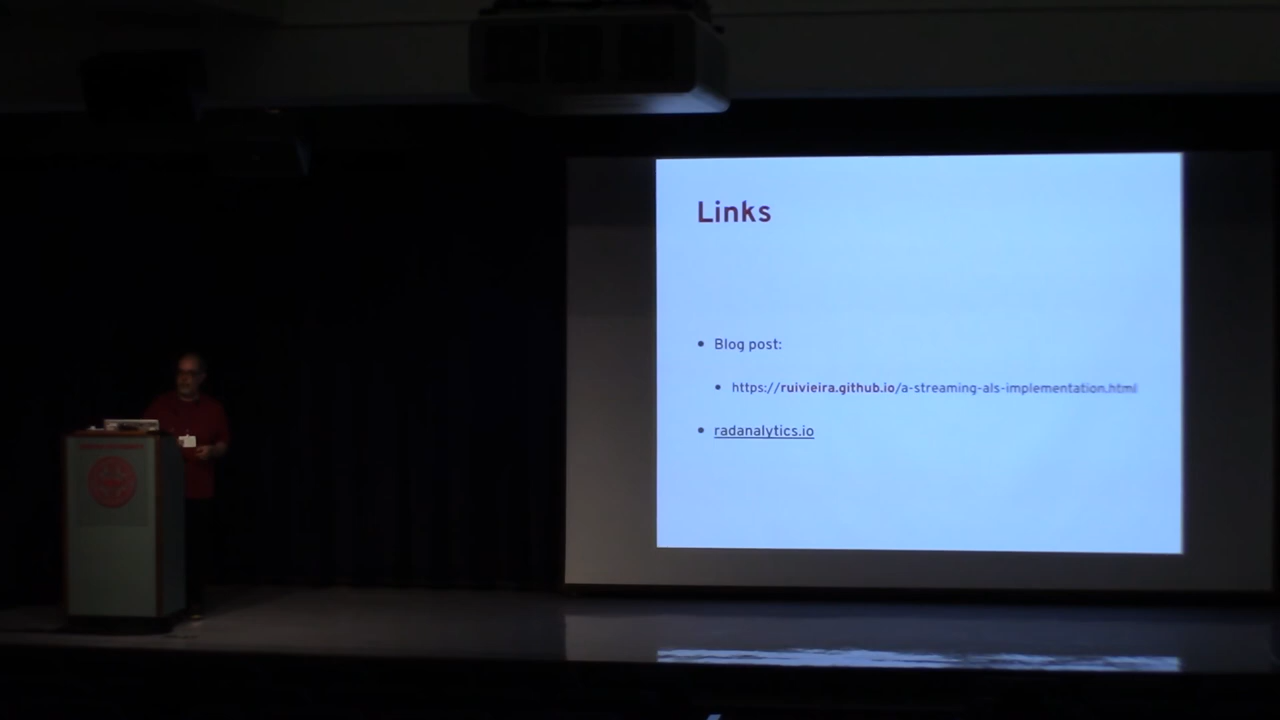 Links
• Blog post:
• https://ruivieira.github.io/a-streaming-als-implementation.html
• radanalytics.io